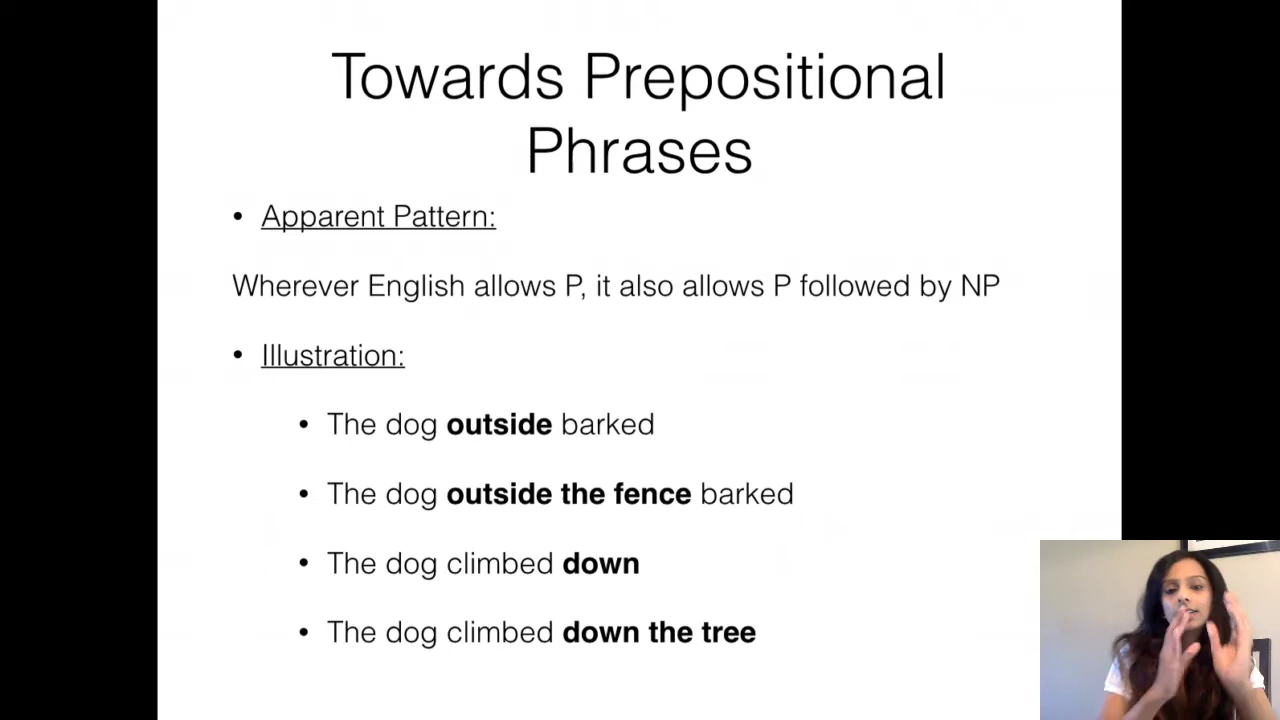 Towards Prepositional
Phrases
• Apparent Pattern:
Wherever English allows P, it also allows P followed by NP
• Illustration:
• The dog outside barked
• The dog outside the fence barked
• The dog climbed down
• The dog climbed down the tree